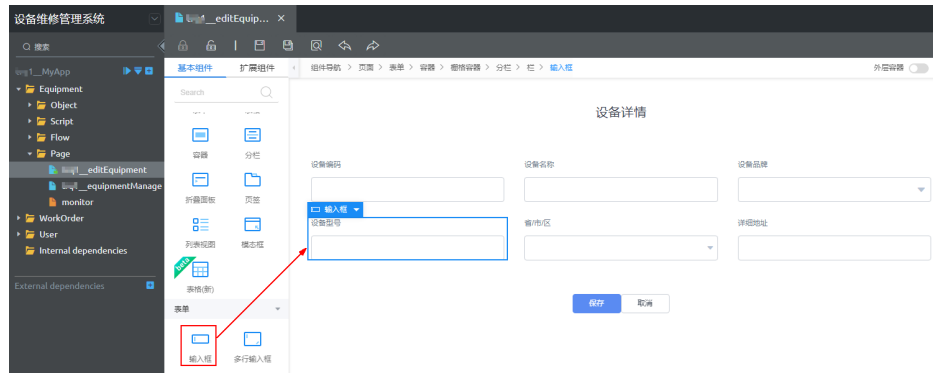 设备维修管理系统
__editEquip... ×
搜索
1__MyApp
基本组件 扩展组件
组件导航 > 页面 > 表单 > 容器 > 栅格容器 > 分栏 > 栏 > 输入框
外层容器
Equipment
Object
Script
Flow
Page
__editEquipment
__equipmentManage
monitor
WorkOrder
User
Internal dependencies
External dependencies
Search
容器 分栏
折叠面板 页签
列表视图 模态框
beta
表格(新)
表单
输入框 多行输入框
设备详情
设备编码 设备名称 设备品牌
输入框
设备型号 省/市/区 详细地址
保存 取消